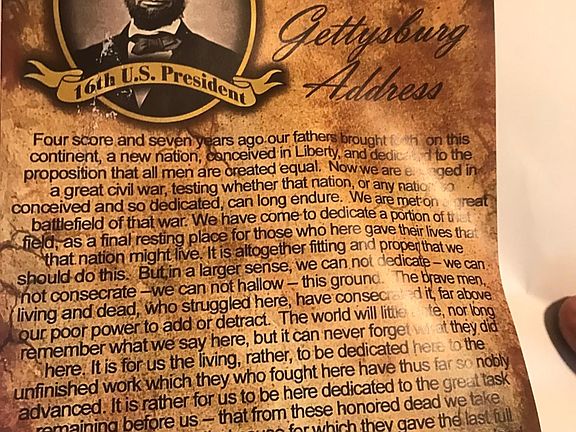 Gettysburg
Address
16th U.S. President
Four score and seven years ago our fathers brought forth on this
continent, a new nation, conceived in Liberty, and dedicated to the
proposition that all men are created equal. Now we are engaged in
a great civil war, testing whether that nation, or any nation so
conceived and so dedicated, can long endure. We are met on a great
battlefield of that war. We have come to dedicate a portion of that
field, as a final resting place for those who here gave their lives that
that nation might live. It is altogether fitting and proper that we
should do this. But, in a larger sense, we can not dedicate – we can
not consecrate – we can not hallow – this ground. The brave men,
living and dead, who struggled here, have consecrated it, far above
our poor power to add or detract. The world will little note, nor long
remember what we say here, but it can never forget what they did
here. It is for us the living, rather, to be dedicated here to the
unfinished work which they who fought here have thus far so nobly
advanced. It is rather for us to be here dedicated to the great task
remaining before us – that from these honored dead we take
for which they gave the last full